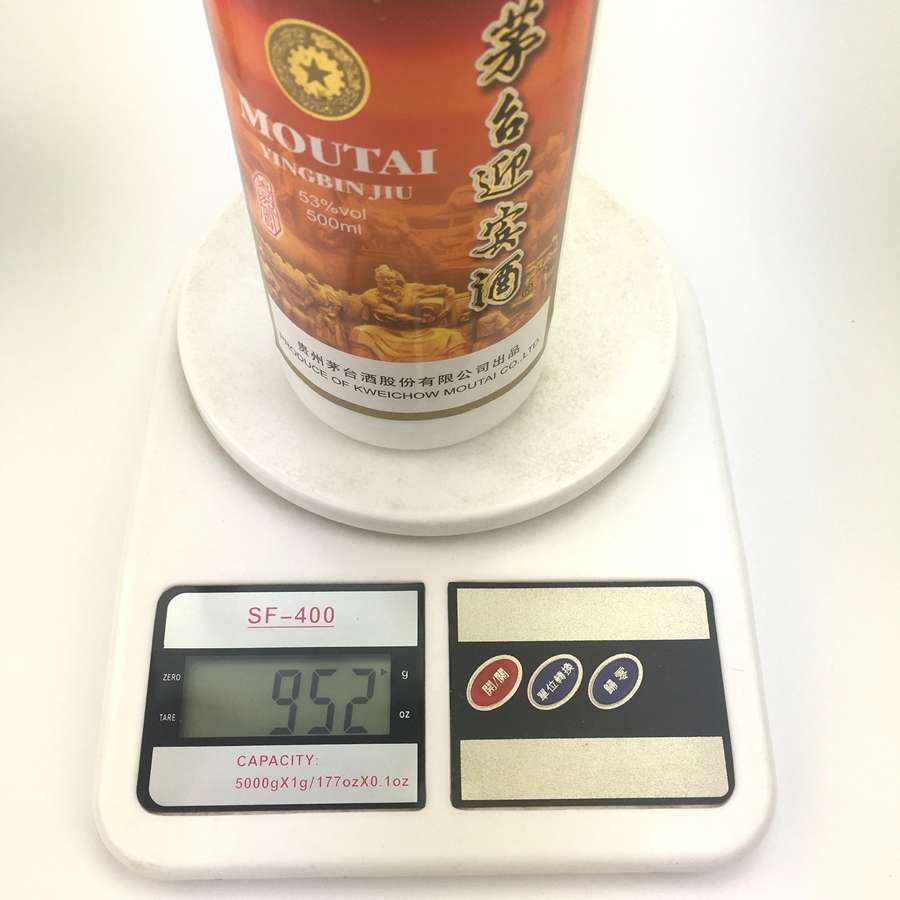 茅台迎宾酒
MOUTAI
YINGBIN JIU
53%vol
500ml
贵州茅台酒股份有限公司出品
PRODUCE OF KWEICHOW MOUTAI CO.,LTD.
SF-400
ZERO
TARE
952
g
oz
CAPACITY:
5000gX1g/177ozX0.1oz
開/關
單位轉換
歸零